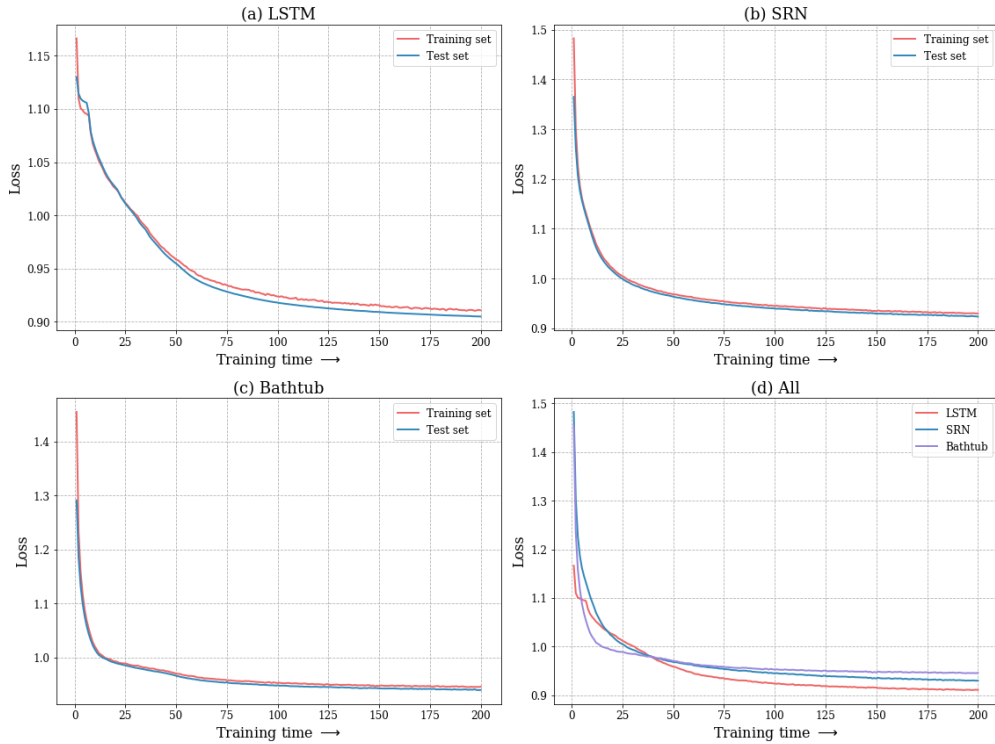 (a) LSTM
Training set
Test set
1.15
1.10
1.05
1.00
0.95
0.90
Loss
0 25 50 75 100 125 150 175 200
Training time →
(b) SRN
Training set
Test set
1.5
1.4
1.3
1.2
1.1
1.0
0.9
Loss
0 25 50 75 100 125 150 175 200
Training time →
(c) Bathtub
Training set
Test set
1.4
1.3
1.2
1.1
1.0
Loss
0 25 50 75 100 125 150 175 200
Training time →
(d) All
LSTM
SRN
Bathtub
1.5
1.4
1.3
1.2
1.1
1.0
0.9
Loss
0 25 50 75 100 125 150 175 200
Training time →